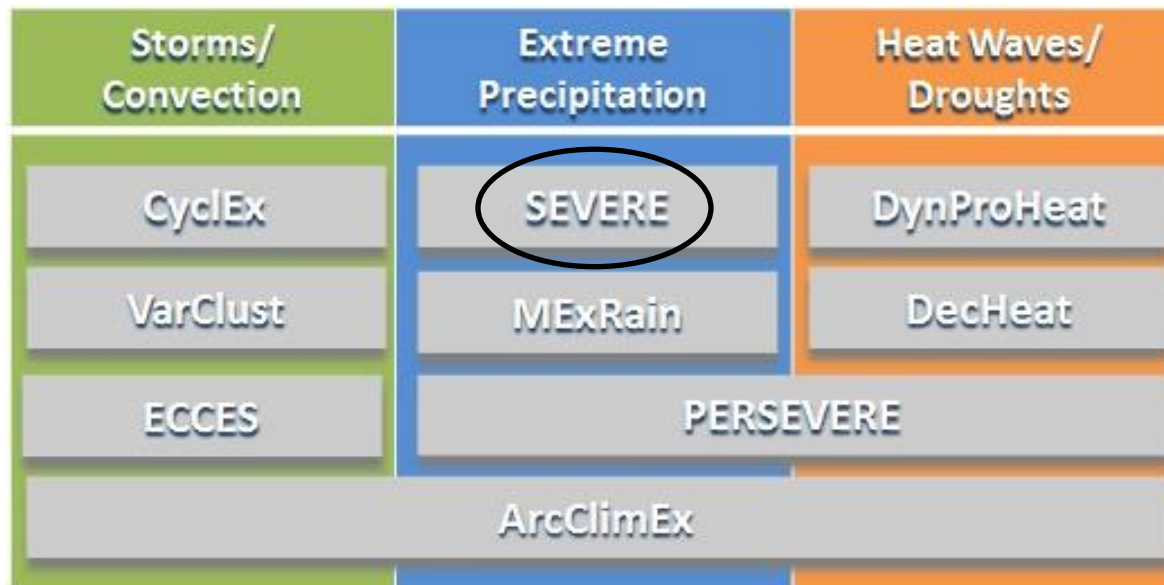 Storms/
Convection
Extreme
Precipitation
Heat Waves/
Droughts
CyclEx
SEVERE
DynProHeat
VarClust
MExRain
DecHeat
ECCES
PERSEVERE
ArcClimEx